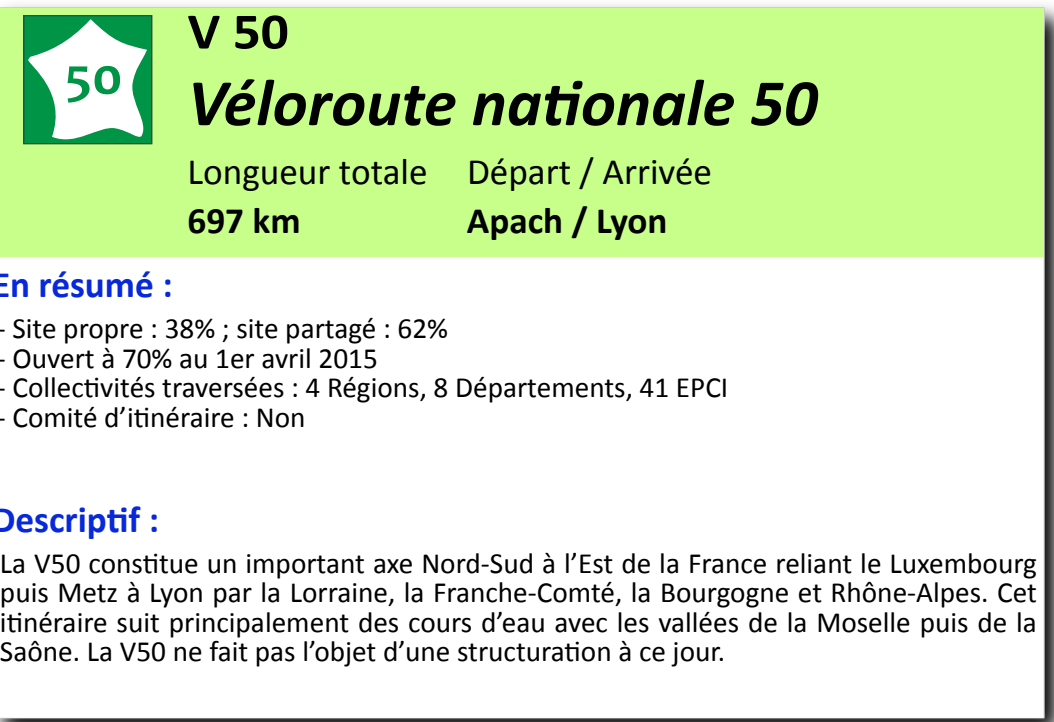 50
V 50
Véloroute nationale 50
Longueur totale Départ / Arrivée
697 km Apach / Lyon
En résumé :
- Site propre : 38% ; site partagé : 62%
- Ouvert à 70% au 1er avril 2015
- Collectivités traversées : 4 Régions, 8 Départements, 41 EPCI
- Comité d’itinéraire : Non
Descriptif :
La V50 constitue un important axe Nord-Sud à l’Est de la France reliant le Luxembourg
puis Metz à Lyon par la Lorraine, la Franche-Comté, la Bourgogne et Rhône-Alpes. Cet
itinéraire suit principalement des cours d’eau avec les vallées de la Moselle puis de la
Saône. La V50 ne fait pas l’objet d’une structuration à ce jour.